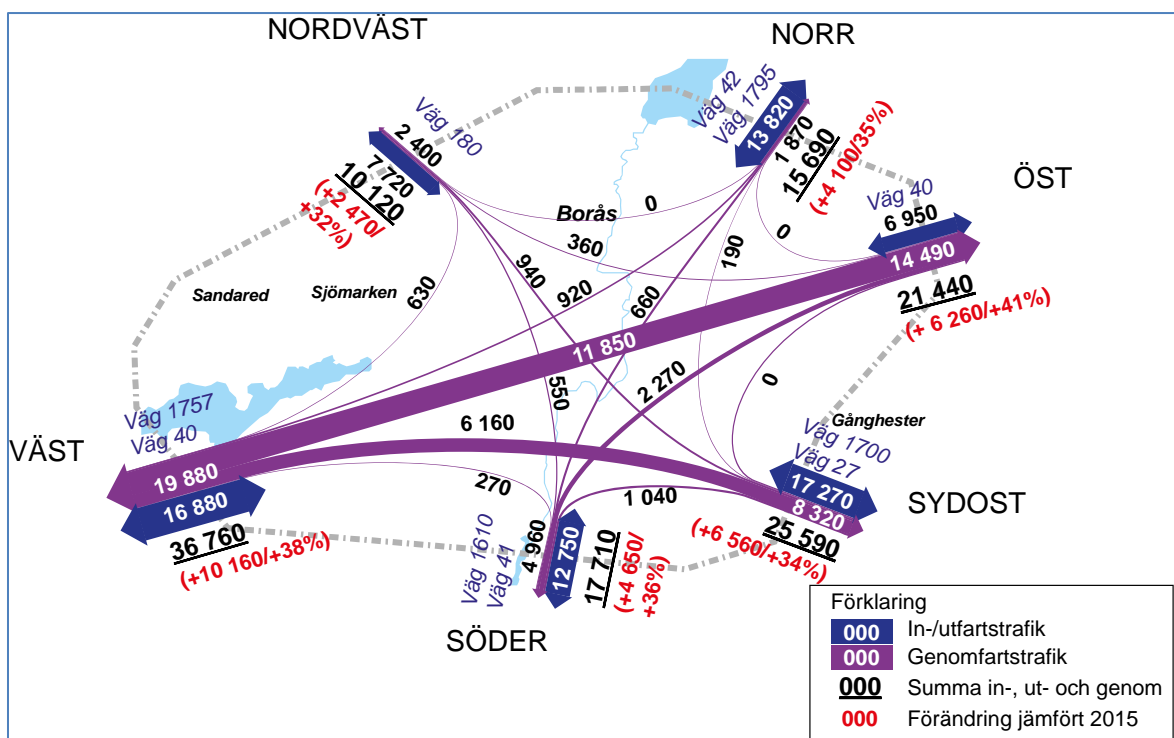 NORDVÄST
NORR
Väg 180
2 400
7 720
10 120
(+2 470/
+32%)
Väg 42
Väg 1795
13 820
1 870
15 690
(+4 100/35%)
ÖST
Väg 40
6 950
14 490
21 440
(+ 6 260/+41%)
Borås
0
360
190
0
940
920
660
630
Sandared
Sjömarken
11 850
550
2 270
0
Gånghester
Väg 1757
Väg 40
VÄST
19 880
16 880
36 760
(+10 160/+38%)
6 160
270
1 040
Väg 1700
Väg 27
17 270
8 320
25 590
(+6 560/+34%)
SYDOST
Väg 1610
Väg 41
4 960
12 750
17 710
(+4 650/
+36%)
SÖDER
Förklaring
000 In-/utfartstrafik
000 Genomfartstrafik
000 Summa in-, ut- och genom
000 Förändring jämfört 2015